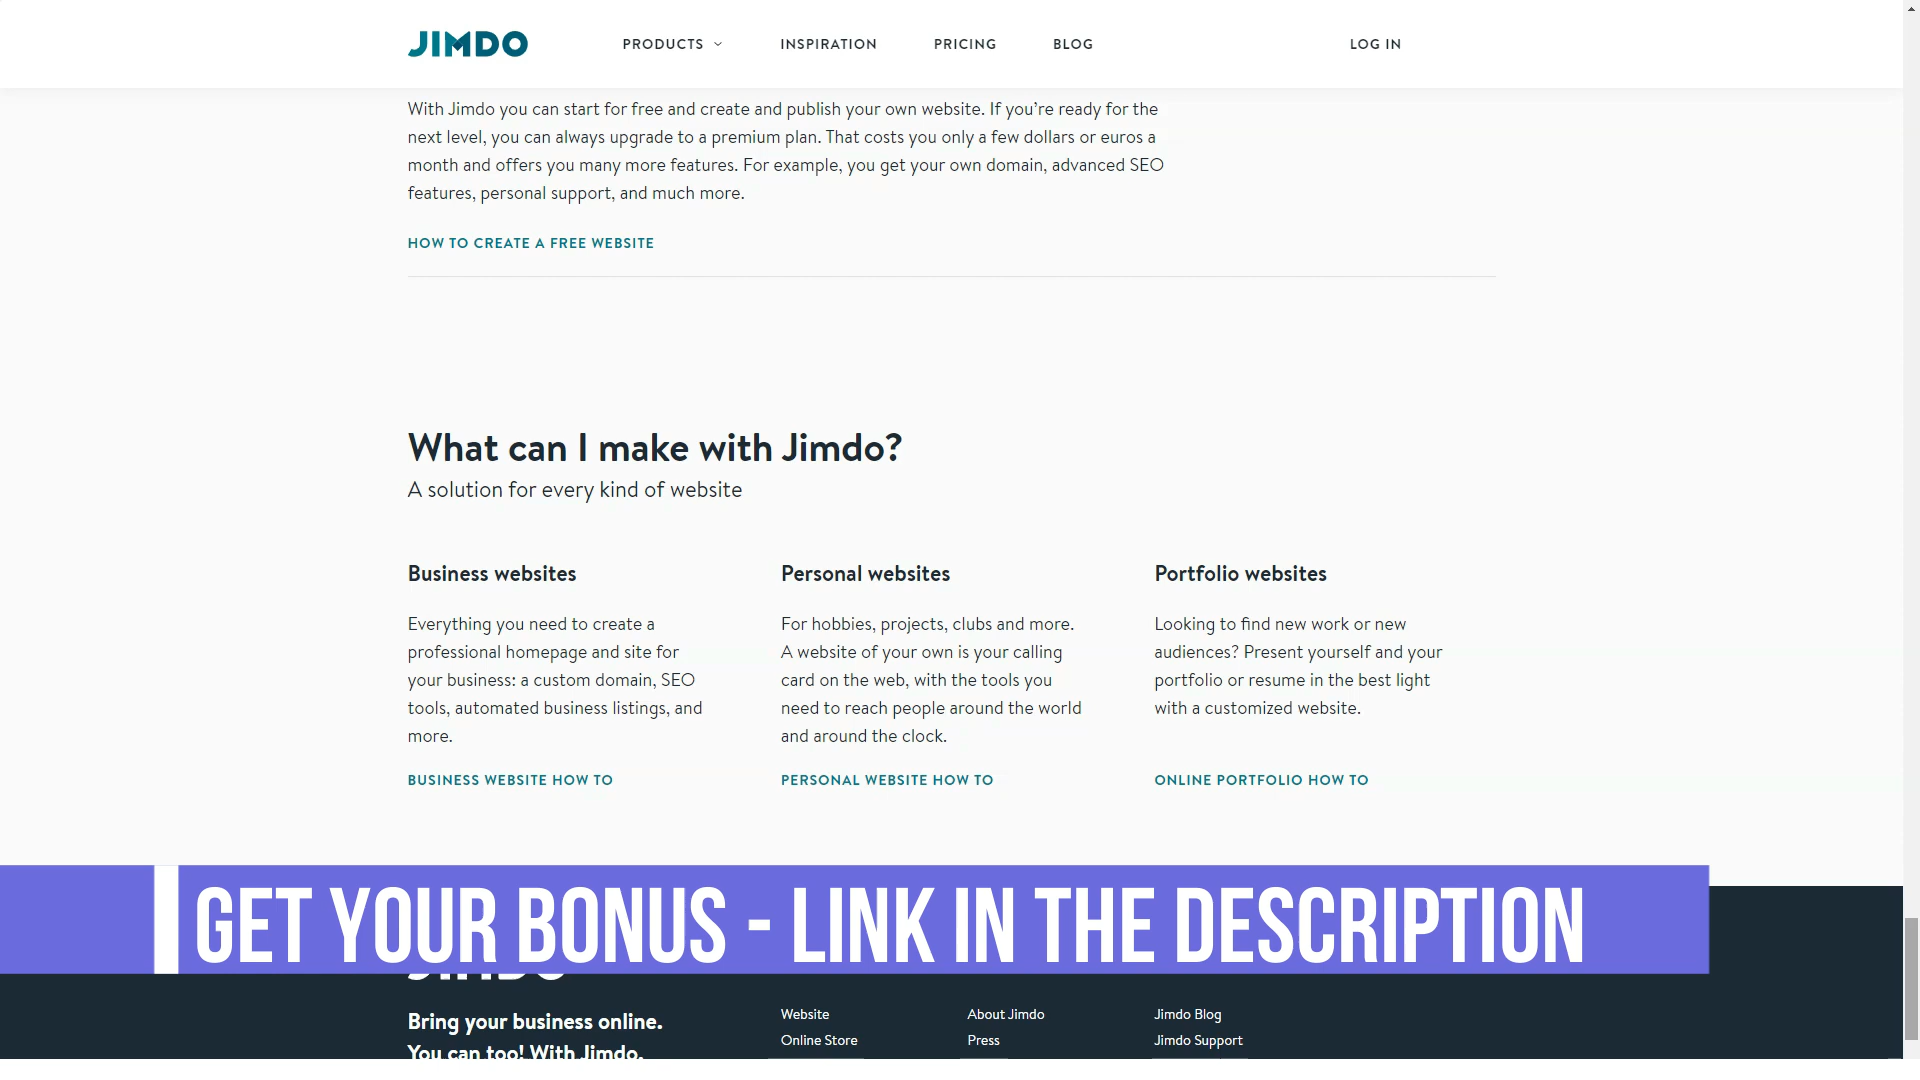 JIMDO
PRODUCTS
INSPIRATION
PRICING
BLOG
LOG IN
With Jimdo you can start for free and create and publish your own website. If you’re ready for the
next level, you can always upgrade to a premium plan. That costs you only a few dollars or euros a
month and offers you many more features. For example, you get your own domain, advanced SEO
features, personal support, and much more.
HOW TO CREATE A FREE WEBSITE
What can I make with Jimdo?
A solution for every kind of website
Business websites
Everything you need to create a
professional homepage and site for
your business: a custom domain, SEO
tools, automated business listings, and
more.
BUSINESS WEBSITE HOW TO
Personal websites
For hobbies, projects, clubs and more.
A website of your own is your calling
card on the web, with the tools you
need to reach people around the world
and around the clock.
PERSONAL WEBSITE HOW TO
Portfolio websites
Looking to find new work or new
audiences? Present yourself and your
portfolio or resume in the best light
with a customized website.
ONLINE PORTFOLIO HOW TO
GET YOUR BONUS - LINK IN THE DESCRIPTION
Bring your business online.
You can too! With Jimdo.
Website
Online Store
About Jimdo
Press
Jimdo Blog
Jimdo Support